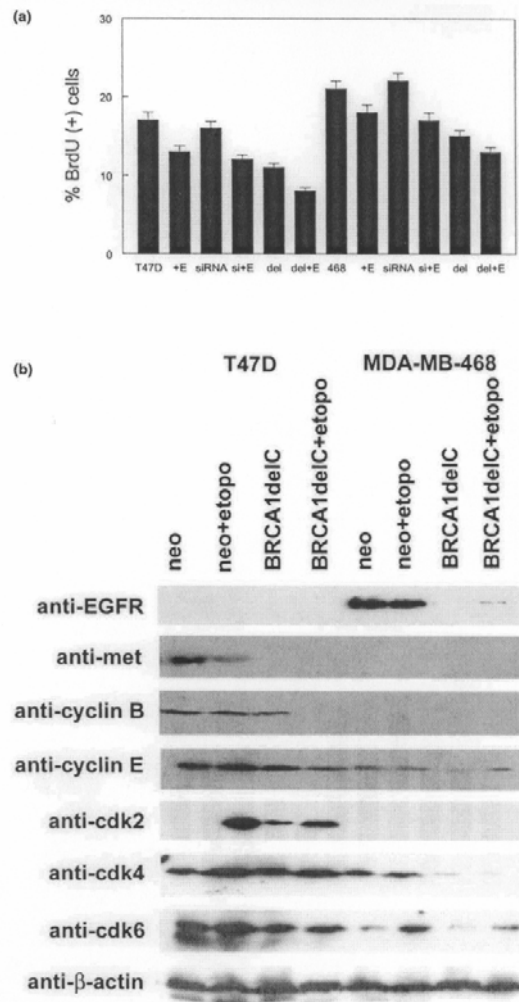 (a)
30
20
10
0
% BrdU (+) cells
T47D +E siRNA si+E del del+E 468 +E siRNA si+E del del+E
(b)
T47D MDA-MB-468
neo neo+etopo BRCA1delC BRCA1delC+etopo neo neo+etopo BRCA1delC BRCA1delC+etopo
anti-EGFR
anti-met
anti-cyclin B
anti-cyclin E
anti-cdk2
anti-cdk4
anti-cdk6
anti-β-actin